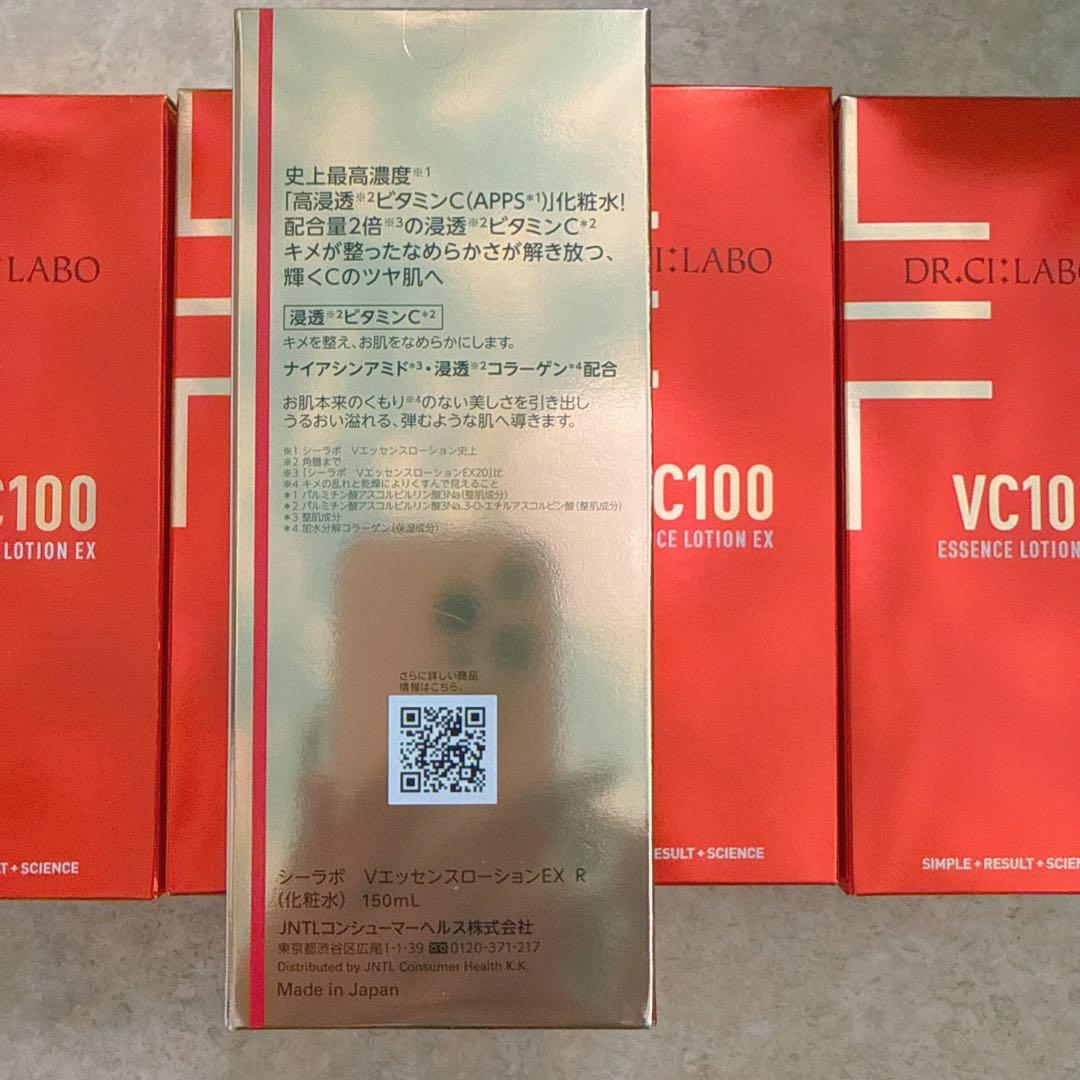 史上最高濃度※1
「高浸透※2ビタミンC(APPS*1)」化粧水!
配合量2倍※3の浸透※2ビタミンC*2
キメが整ったなめらかさが解き放つ、
輝くCのツヤ肌へ
浸透※2ビタミンC*2
キメを整え、お肌をなめらかにします。
ナイアシンアミド*3・浸透※2コラーゲン*4配合
お肌本来のくもり※4のない美しさを引き出し
うるおい溢れる、弾むような肌へ導きます。
※1 シーラボ Vエッセンスローション史上
※2 角層まで
※3「シーラボ VエッセンスローションEX20」比
※4 キメの乱れと乾燥によりくすんで見えること
*1 パルミチン酸アスコルビルリン酸3Na(整肌成分)
*2 パルミチン酸アスコルビルリン酸3Na、3-O-エチルアスコルビン酸(整肌成分)
*3 整肌成分
*4 加水分解コラーゲン(保湿成分)
さらに詳しい商品
情報はこちら。
シーラボ VエッセンスローションEX R
(化粧水) 150mL
JNTLコンシューマーヘルス株式会社
東京都渋谷区広尾1-1-39 0120-371-217
Distributed by JNTL Consumer Health K.K.
Made in Japan
:LABO
C100
LOTION EX
T+SCIENCE
CI:LABO
C100
CE LOTION EX
ESULT+SCIENCE
DR.CI:LABO
VC10
ESSENCE LOTION
SIMPLE+RESULT+SCIEN